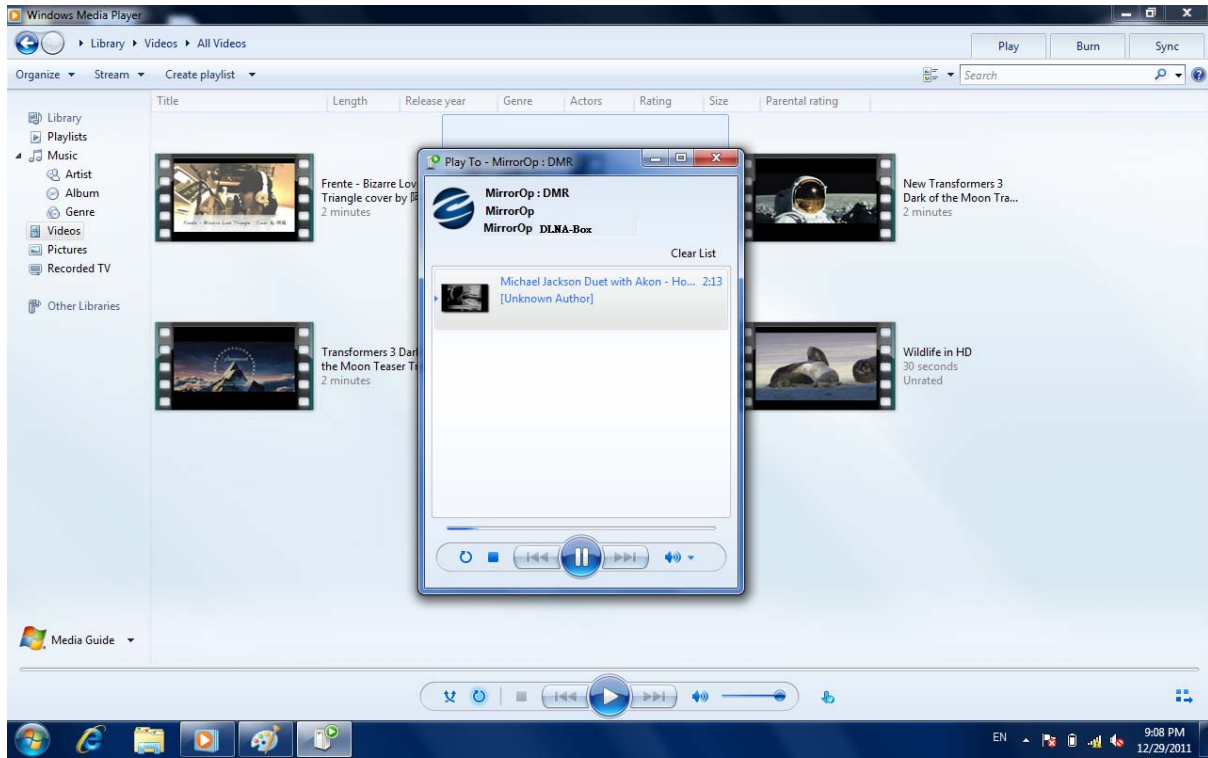 Windows Media Player
Library Videos All Videos
Play Burn Sync
Organize Stream Create playlist
Search
Title Length Release year Genre Actors Rating Size Parental rating
Library
Playlists
Music
Artist
Album
Genre
Videos
Pictures
Recorded TV
Other Libraries
Frente - Bizarre Lov
Triangle cover by
2 minutes
Play To - MirrorOp : DMR
MirrorOp : DMR
MirrorOp
MirrorOp DLNA-Box
Clear List
Michael Jackson Duet with Akon - Ho... 2:13
[Unknown Author]
New Transformers 3
Dark of the Moon Tra...
2 minutes
Transformers 3 Dar
the Moon Teaser Tr
2 minutes
Wildlife in HD
30 seconds
Unrated
Media Guide
EN
9:08 PM
12/29/2011